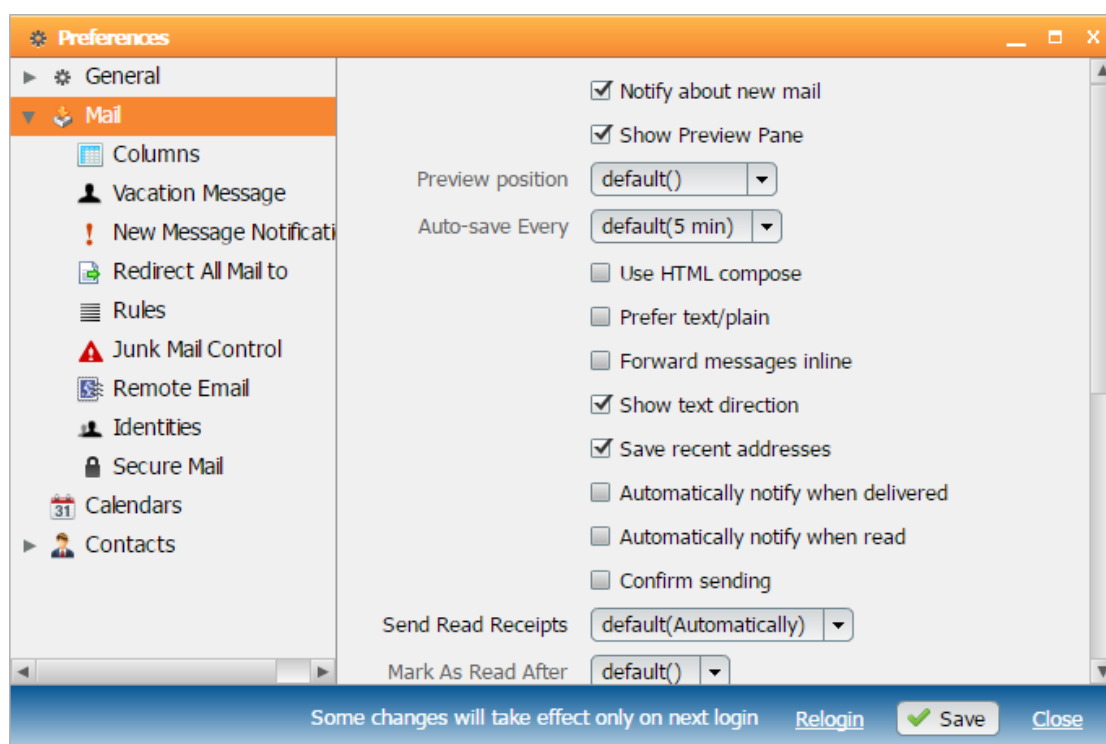 Preferences
General
Mail
Columns
Vacation Message
New Message Notificati
Redirect All Mail to
Rules
Junk Mail Control
Remote Email
Identities
Secure Mail
31 Calendars
Contacts
Notify about new mail
Show Preview Pane
Preview position default()
Auto-save Every default(5 min)
Use HTML compose
Prefer text/plain
Forward messages inline
Show text direction
Save recent addresses
Automatically notify when delivered
Automatically notify when read
Confirm sending
Send Read Receipts default(Automatically)
Mark As Read After default()
Some changes will take effect only on next login Relogin Save Close